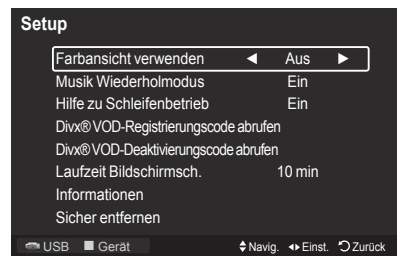 Setup
Farbansicht verwenden ◄ Aus ►
Musik Wiederholmodus Ein
Hilfe zu Schleifenbetrieb Ein
Divx® VOD-Registrierungscode abrufen
Divx® VOD-Deaktivierungscode abrufen
Laufzeit Bildschirmsch. 10 min
Informationen
Sicher entfernen
USB Gerät Navig. Einst. Zurück